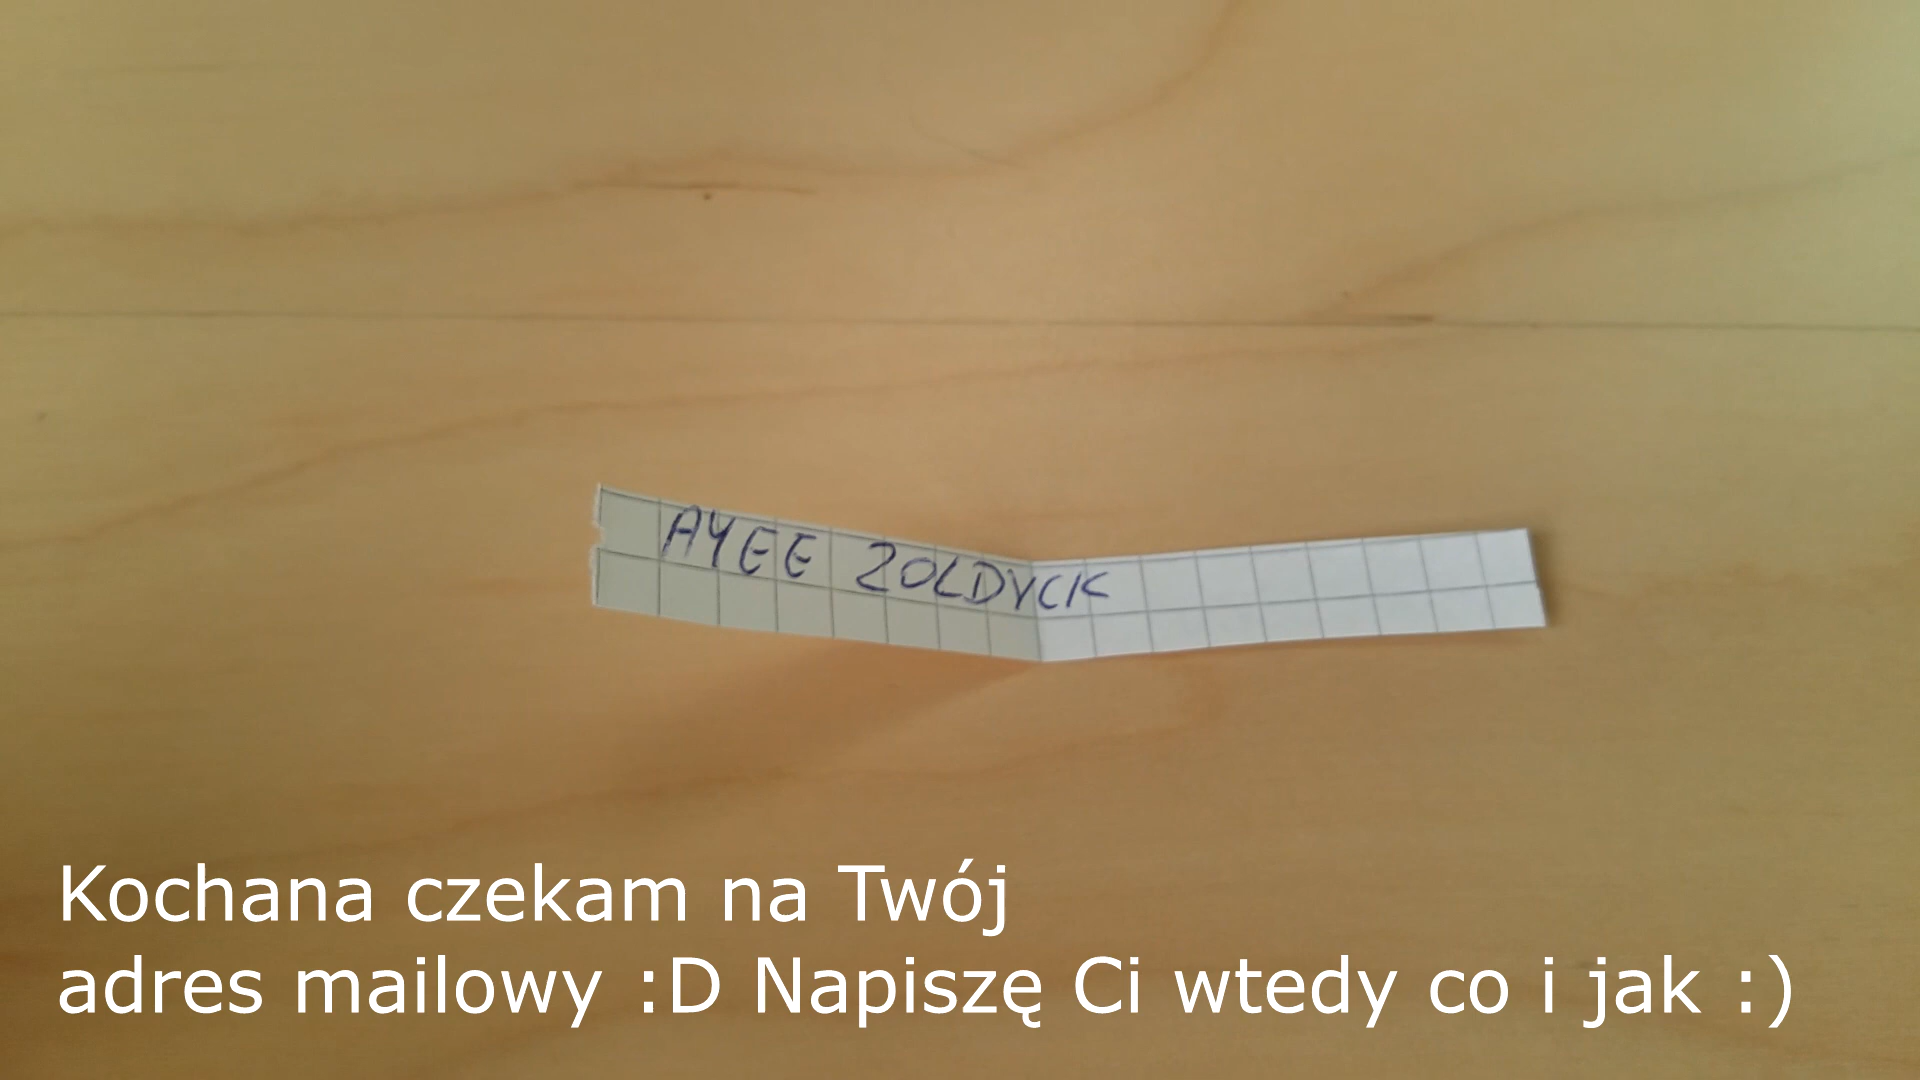 AYEE ZOLDYCK
Kochana czekam na Twój
adres mailowy :D Napiszę Ci wtedy co i jak :)